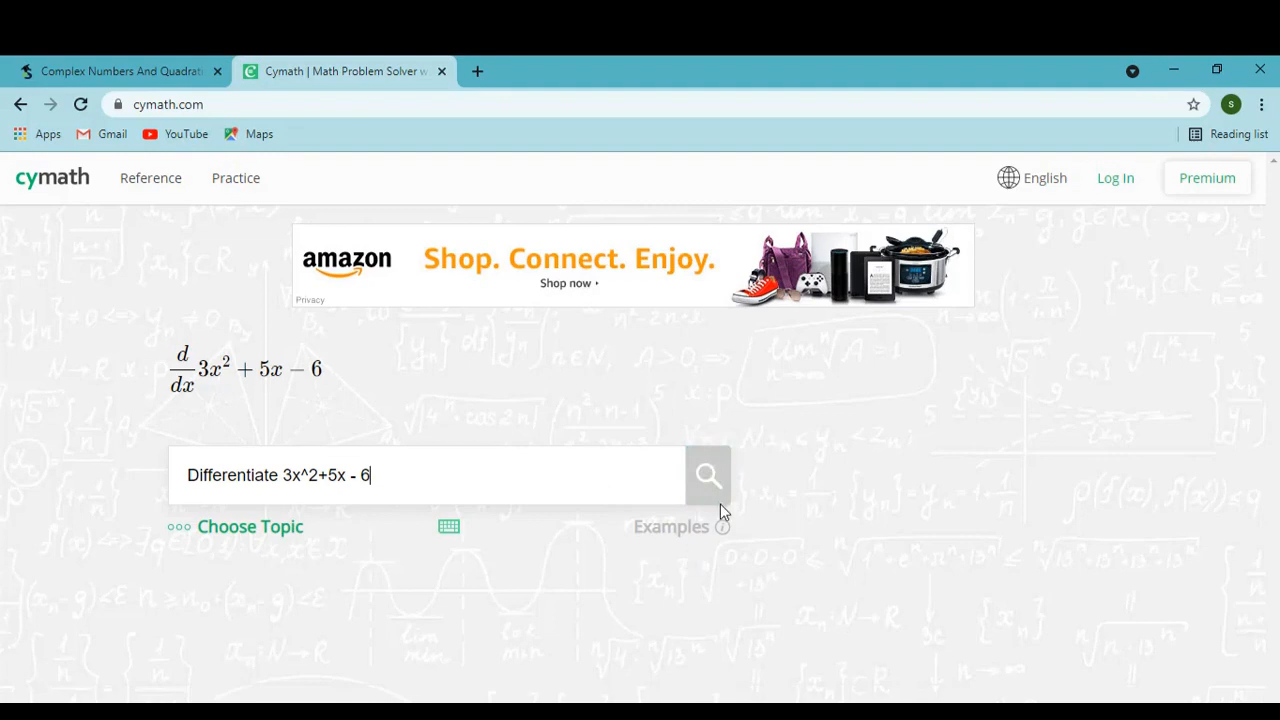 Complex Numbers And Quadrati
Cymath | Math Problem Solver w
cymath.com
S
Apps
Gmail
YouTube
Maps
Reading list
cymath
Reference
Practice
English
Log In
Premium
amazon
Shop. Connect. Enjoy.
Shop now
Privacy
d/dx 3x² + 5x − 6
Differentiate 3x^2+5x - 6
Choose Topic
Examples